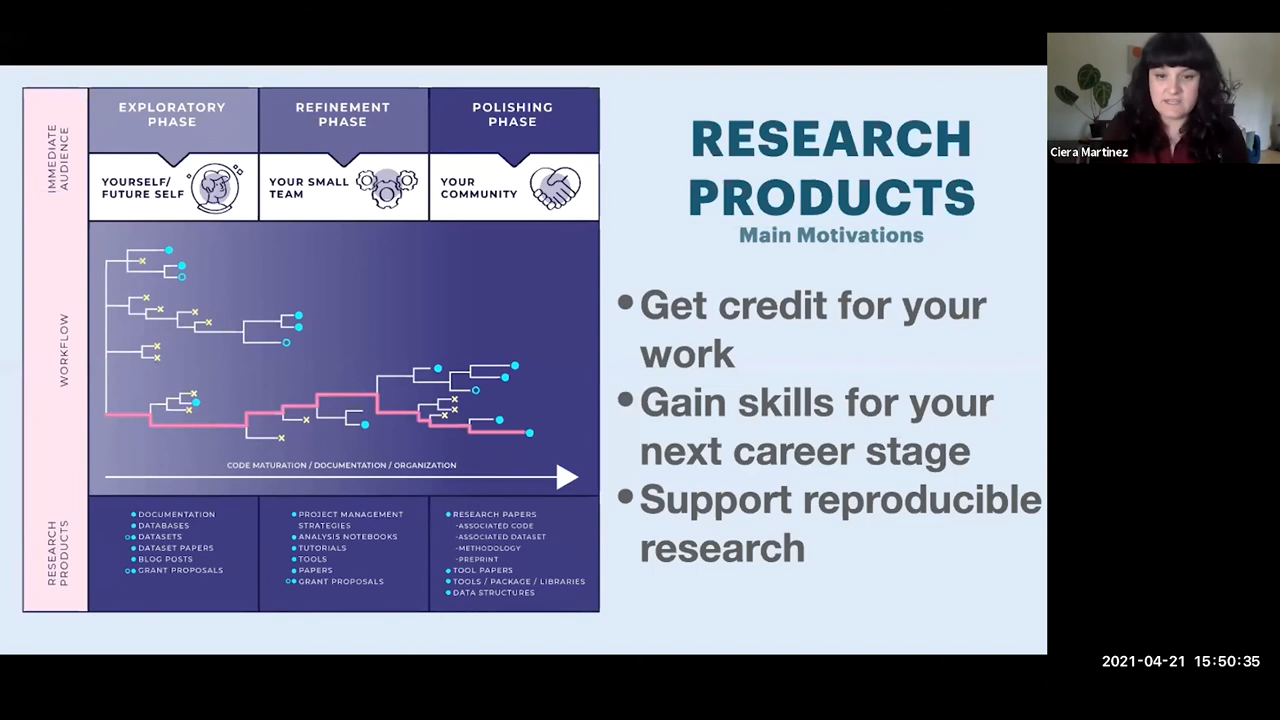 EXPLORATORY
PHASE
REFINEMENT
PHASE
POLISHING
PHASE
IMMEDIATE
AUDIENCE
YOURSELF/
FUTURE SELF
YOUR SMALL
TEAM
YOUR
COMMUNITY
WORKFLOW
CODE MATURATION / DOCUMENTATION / ORGANIZATION
RESEARCH
PRODUCTS
DOCUMENTATION
DATABASES
DATASETS
DATASET PAPERS
BLOG POSTS
GRANT PROPOSALS
PROJECT MANAGEMENT
STRATEGIES
ANALYSIS NOTEBOOKS
TUTORIALS
TOOLS
PAPERS
GRANT PROPOSALS
RESEARCH PAPERS
-ASSOCIATED CODE
-ASSOCIATED DATASET
-METHODOLOGY
-PREPRINT
TOOL PAPERS
TOOLS / PACKAGE / LIBRARIES
DATA STRUCTURES
RESEARCH
PRODUCTS
Main Motivations
• Get credit for your
work
• Gain skills for your
next career stage
• Support reproducible
research
Ciera Martinez
2021-04-21 15:50:35